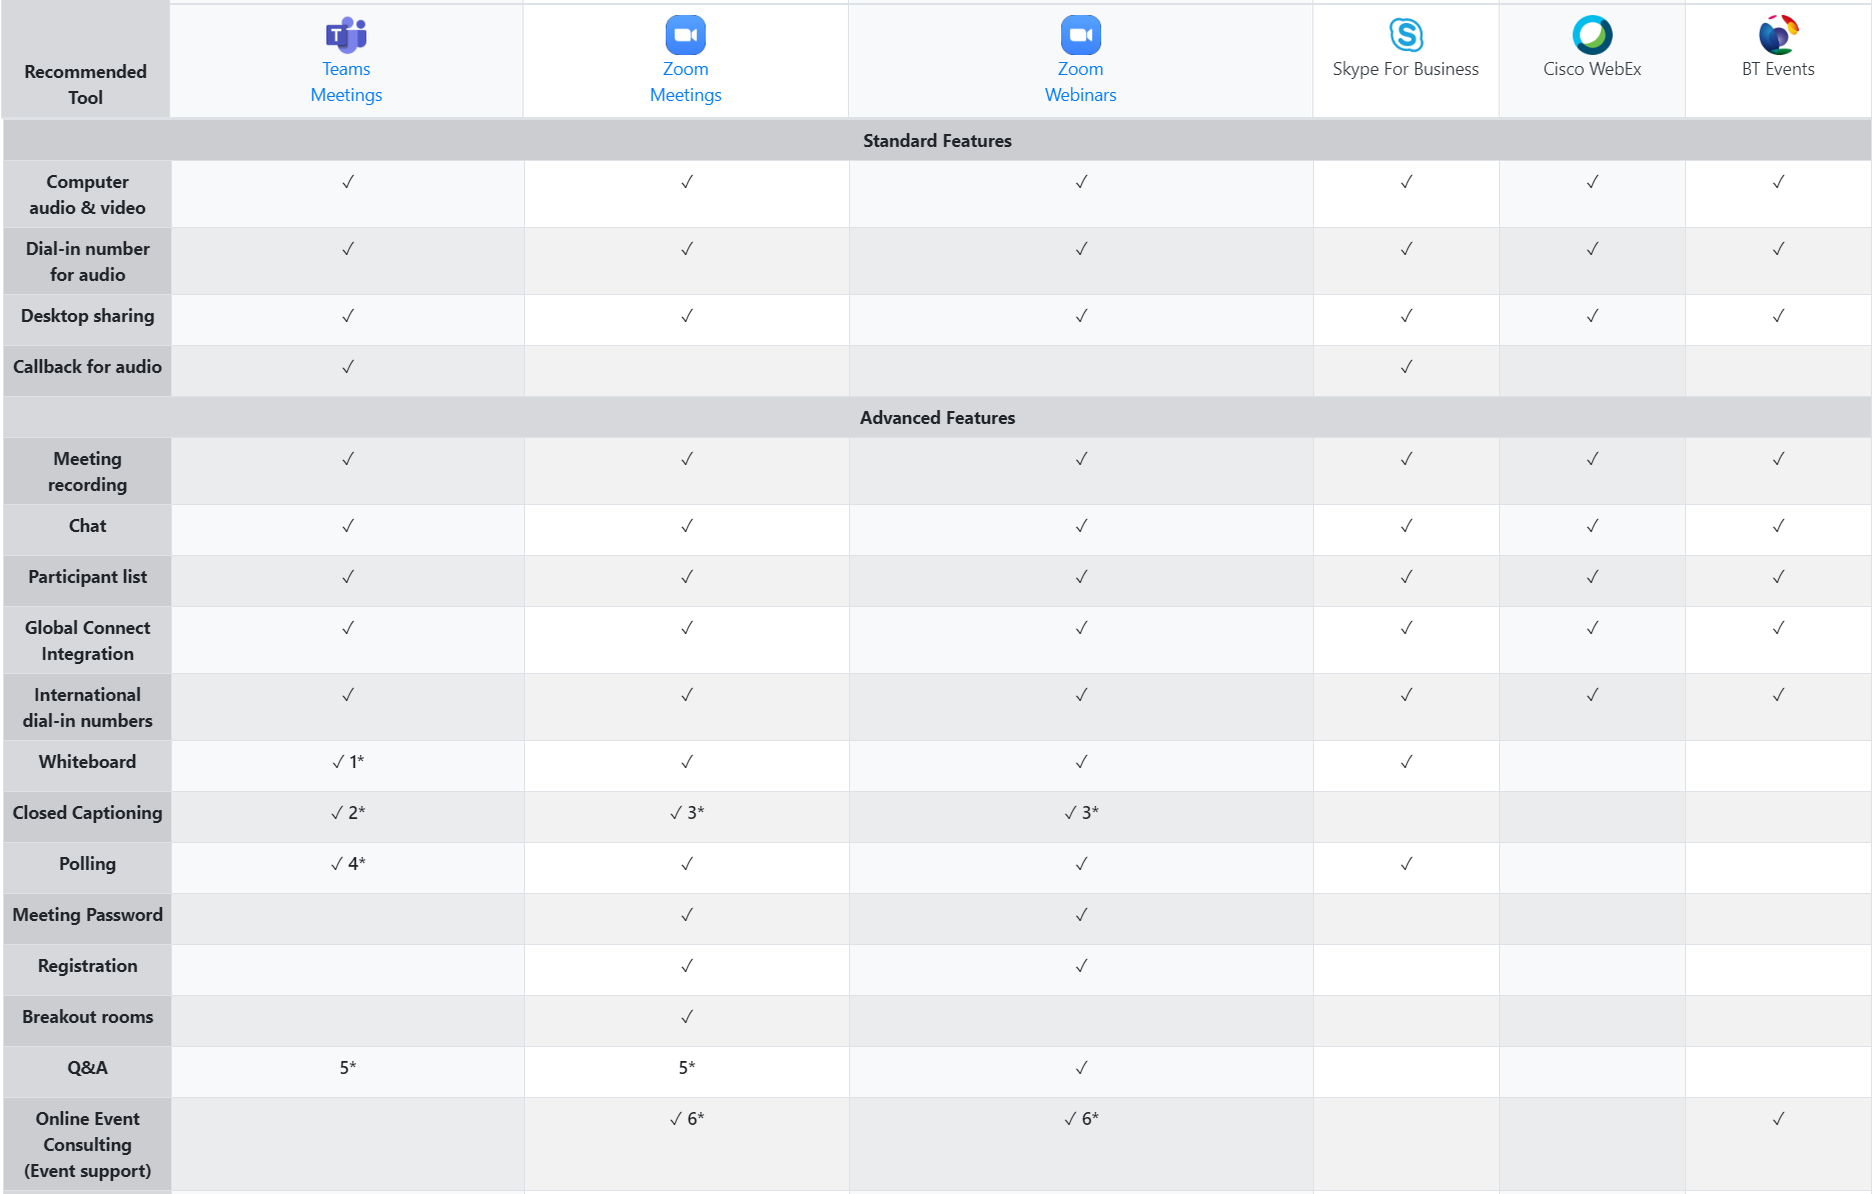 Recommended Tool | Teams Meetings | Zoom Meetings | Zoom Webinars | Skype For Business | Cisco WebEx | BT Events
Standard Features
Computer audio & video | ✓ | ✓ | ✓ | ✓ | ✓ | ✓
Dial-in number for audio | ✓ | ✓ | ✓ | ✓ | ✓ | ✓
Desktop sharing | ✓ | ✓ | ✓ | ✓ | ✓ | ✓
Callback for audio | ✓ | | | ✓ | |
Advanced Features
Meeting recording | ✓ | ✓ | ✓ | ✓ | ✓ | ✓
Chat | ✓ | ✓ | ✓ | ✓ | ✓ | ✓
Participant list | ✓ | ✓ | ✓ | ✓ | ✓ | ✓
Global Connect Integration | ✓ | ✓ | ✓ | ✓ | ✓ | ✓
International dial-in numbers | ✓ | ✓ | ✓ | ✓ | ✓ | ✓
Whiteboard | ✓ 1* | ✓ | ✓ | ✓ | |
Closed Captioning | ✓ 2* | ✓ 3* | ✓ 3* | | |
Polling | ✓ 4* | ✓ | ✓ | ✓ | |
Meeting Password | | ✓ | ✓ | | |
Registration | | ✓ | ✓ | | |
Breakout rooms | | ✓ | | | |
Q&A | 5* | 5* | ✓ | | |
Online Event Consulting (Event support) | | ✓ 6* | ✓ 6* | | | ✓